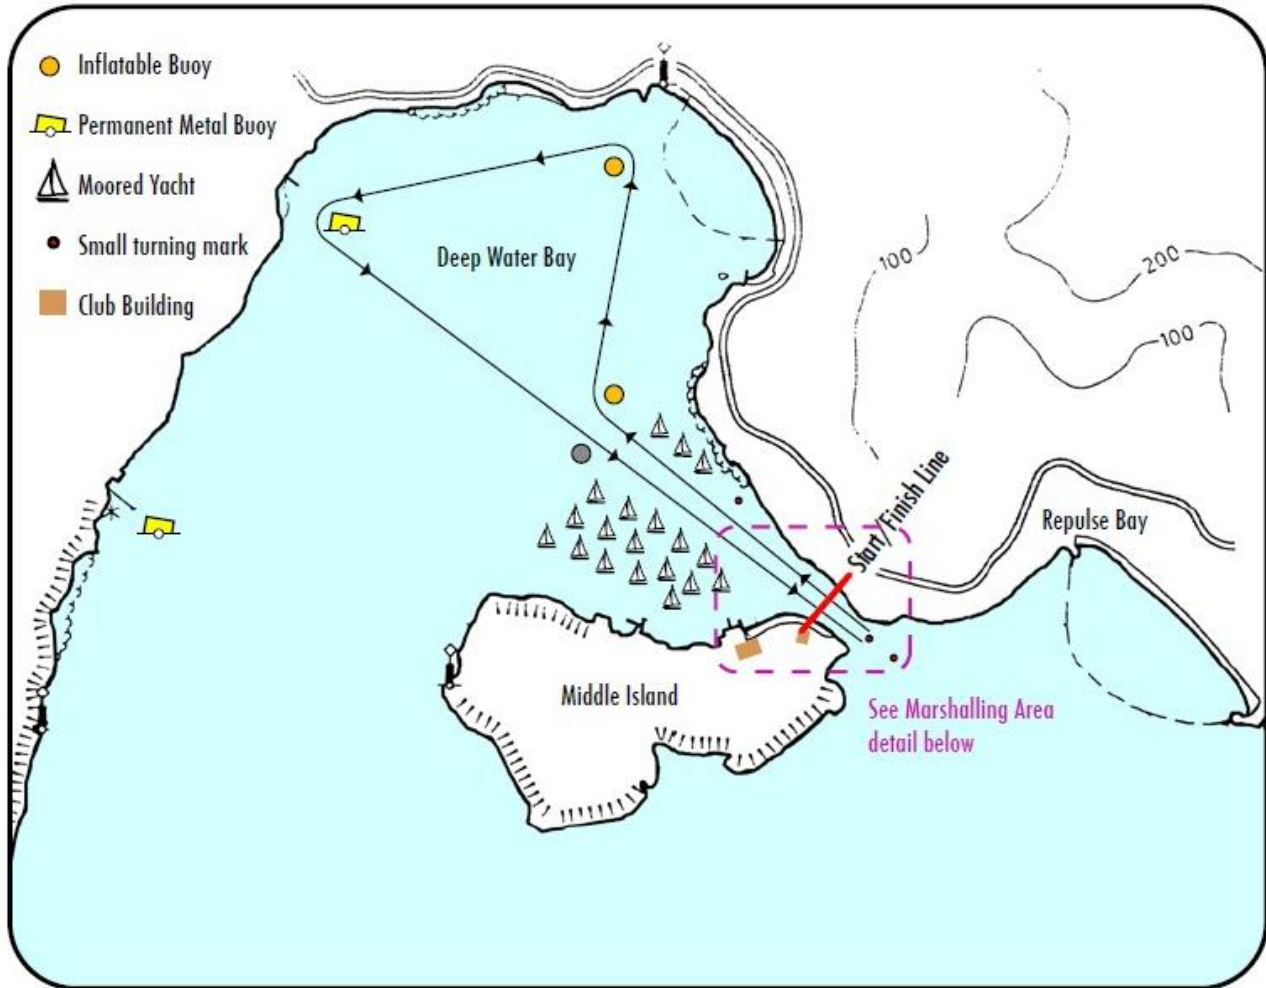 Inflatable Buoy
Permanent Metal Buoy
Moored Yacht
Small turning mark
Club Building
Deep Water Bay
100
200
100
Start/Finish Line
Repulse Bay
Middle Island
See Marshalling Area
detail below